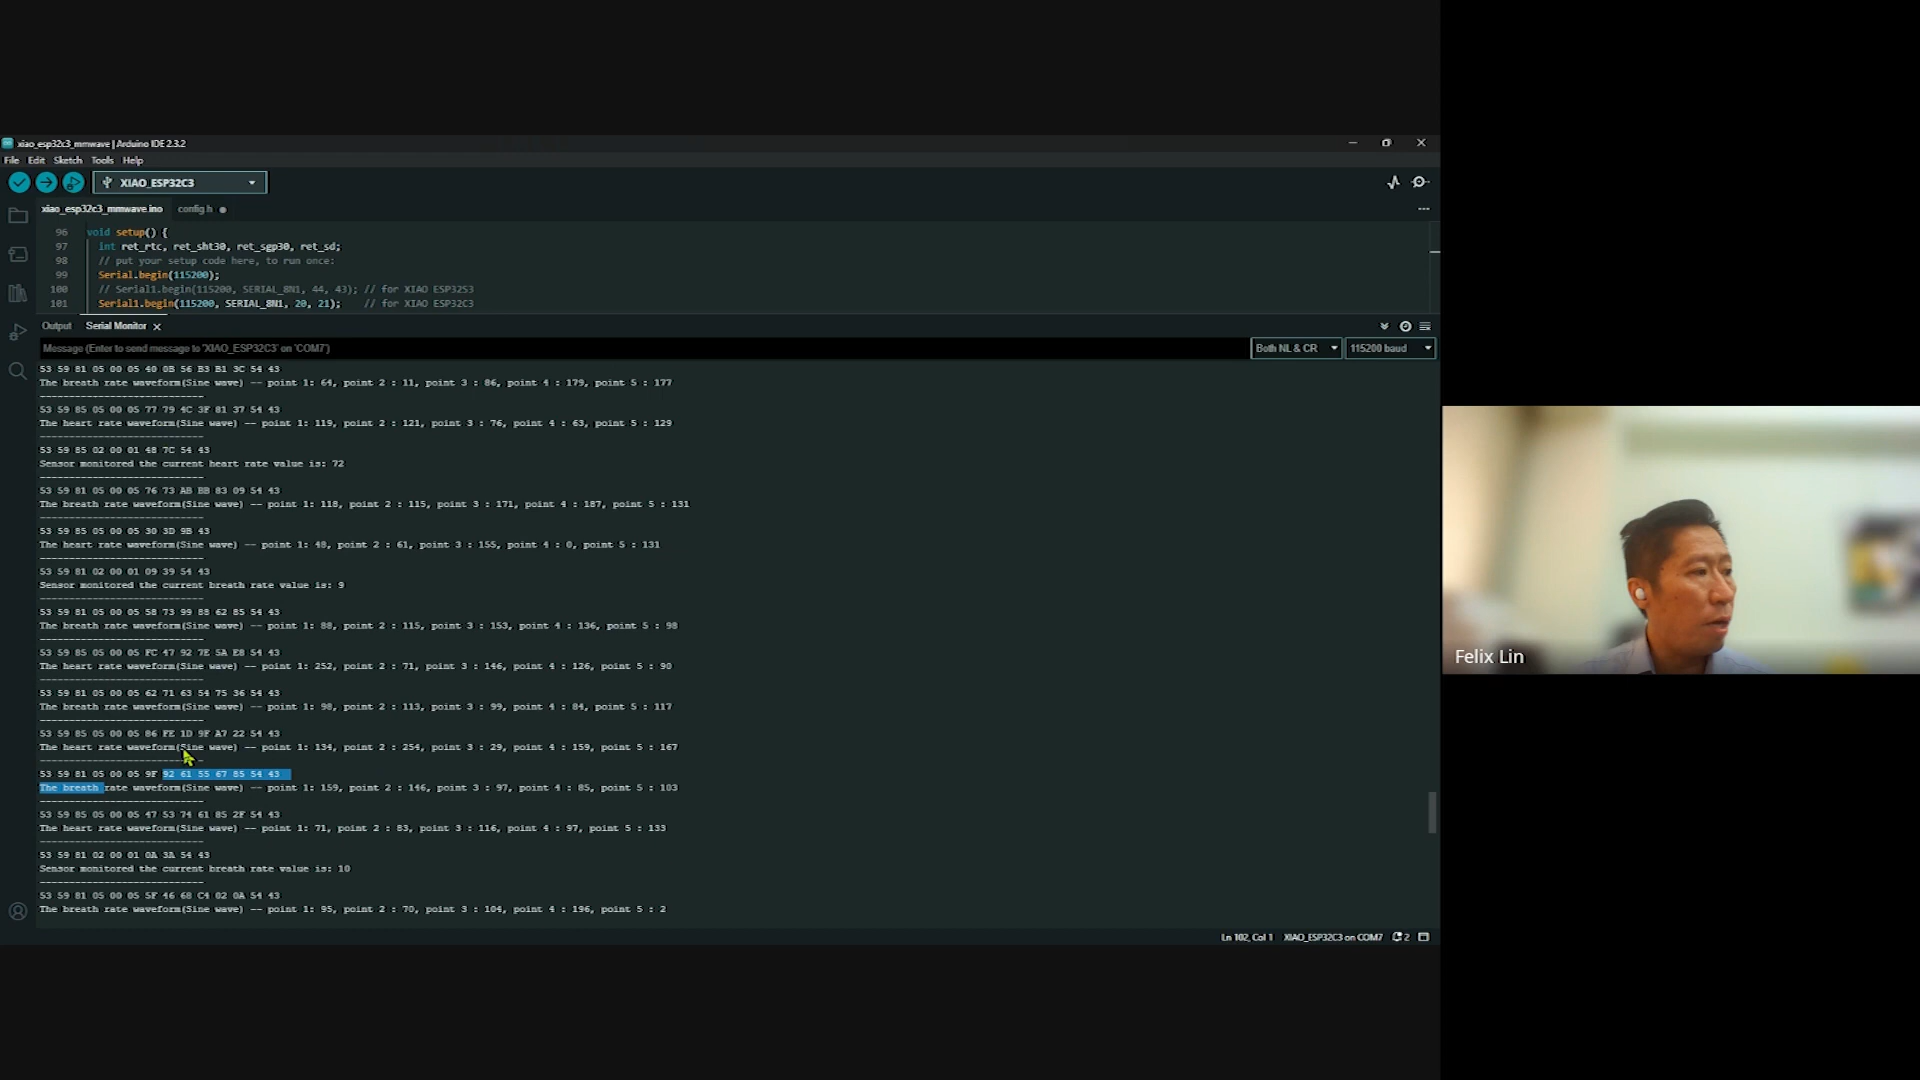 xiao_esp32c3_mmwave | Arduino IDE 2.3.2
File Edit Sketch Tools Help
XIAO_ESP32C3
xiao_esp32c3_mmwave.ino config.h
96 void setup() {
97 int ret_rtc, ret_sht30, ret_sgp30, ret_sd;
98 // put your setup code here, to run once:
99 Serial.begin(115200);
100 // Serial1.begin(115200, SERIAL_8N1, 44, 43); // for XIAO ESP32S3
101 Serial1.begin(115200, SERIAL_8N1, 20, 21); // for XIAO ESP32C3
Output Serial Monitor
Message (Enter to send message to 'XIAO_ESP32C3' on 'COM7')
Both NL & CR 115200 baud
53 59 81 05 00 05 40 0B 56 B3 B1 3C 54 43
The breath rate waveform(Sine wave) -- point 1: 64, point 2 : 11, point 3 : 86, point 4 : 179, point 5 : 177
----------------------------
53 59 85 05 00 05 77 79 4C 3F 81 37 54 43
The heart rate waveform(Sine wave) -- point 1: 119, point 2 : 121, point 3 : 76, point 4 : 63, point 5 : 129
----------------------------
53 59 85 02 00 01 48 7C 54 43
Sensor monitored the current heart rate value is: 72
----------------------------
53 59 81 05 00 05 76 73 AB BB 83 09 54 43
The breath rate waveform(Sine wave) -- point 1: 118, point 2 : 115, point 3 : 171, point 4 : 187, point 5 : 131
----------------------------
53 59 85 05 00 05 30 3D 9B 43
The heart rate waveform(Sine wave) -- point 1: 48, point 2 : 61, point 3 : 155, point 4 : 0, point 5 : 131
----------------------------
53 59 81 02 00 01 09 39 54 43
Sensor monitored the current breath rate value is: 9
----------------------------
53 59 81 05 00 05 58 73 99 88 62 85 54 43
The breath rate waveform(Sine wave) -- point 1: 88, point 2 : 115, point 3 : 153, point 4 : 136, point 5 : 98
----------------------------
53 59 85 05 00 05 FC 47 92 7E 5A E8 54 43
The heart rate waveform(Sine wave) -- point 1: 252, point 2 : 71, point 3 : 146, point 4 : 126, point 5 : 90
----------------------------
53 59 81 05 00 05 62 71 63 54 75 36 54 43
The breath rate waveform(Sine wave) -- point 1: 98, point 2 : 113, point 3 : 99, point 4 : 84, point 5 : 117
----------------------------
53 59 85 05 00 05 86 FE 1D 9F A7 22 54 43
The heart rate waveform(Sine wave) -- point 1: 134, point 2 : 254, point 3 : 29, point 4 : 159, point 5 : 167
----------------------------
53 59 81 05 00 05 9F 92 61 55 67 85 54 43
The breath rate waveform(Sine wave) -- point 1: 159, point 2 : 146, point 3 : 97, point 4 : 85, point 5 : 103
----------------------------
53 59 85 05 00 05 47 53 74 61 85 2F 54 43
The heart rate waveform(Sine wave) -- point 1: 71, point 2 : 83, point 3 : 116, point 4 : 97, point 5 : 133
----------------------------
53 59 81 02 00 01 0A 3A 54 43
Sensor monitored the current breath rate value is: 10
----------------------------
53 59 81 05 00 05 5F 46 68 C4 02 0A 54 43
The breath rate waveform(Sine wave) -- point 1: 95, point 2 : 70, point 3 : 104, point 4 : 196, point 5 : 2
Ln 102, Col 1 XIAO_ESP32C3 on COM7 2
Felix Lin